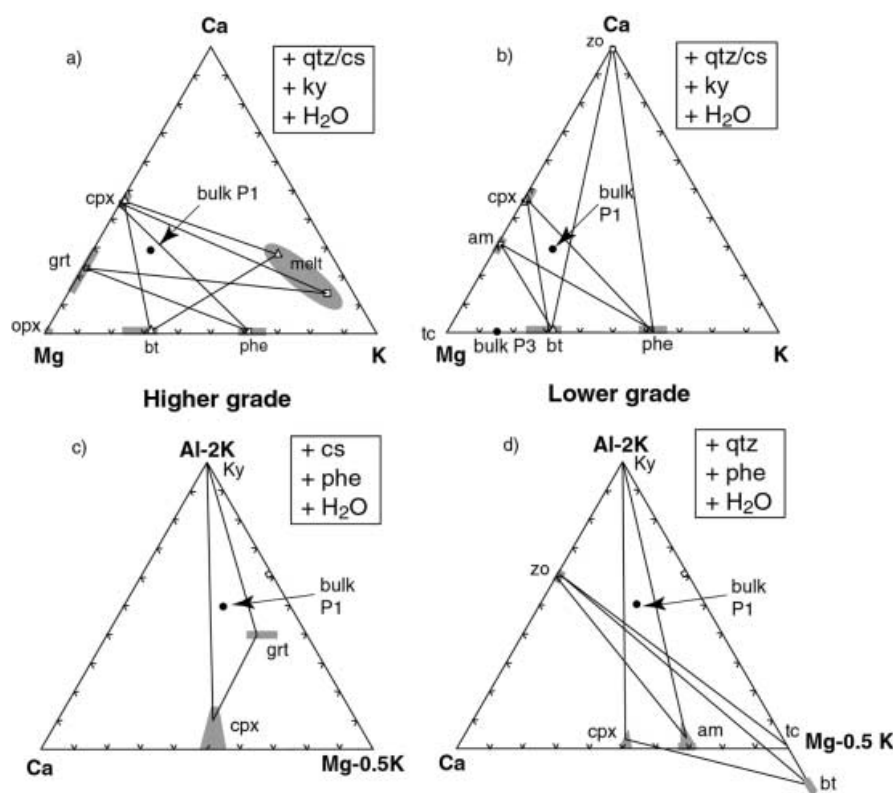 Ca
a)
+ qtz/cs
+ ky
+ H₂O
cpx
bulk P1
grt
melt
opx
bt
phe
Mg
K
Higher grade
Ca
zo
b)
+ qtz/cs
+ ky
+ H₂O
cpx
bulk
P1
am
tc
bulk P3
bt
phe
Mg
K
Lower grade
c)
Al-2K
Ky
+ cs
+ phe
+ H₂O
bulk
P1
grt
cpx
Ca
Mg-0.5K
d)
Al-2K
Ky
+ qtz
+ phe
+ H₂O
zo
bulk
P1
cpx
am
tc
Ca
Mg-0.5 K
bt